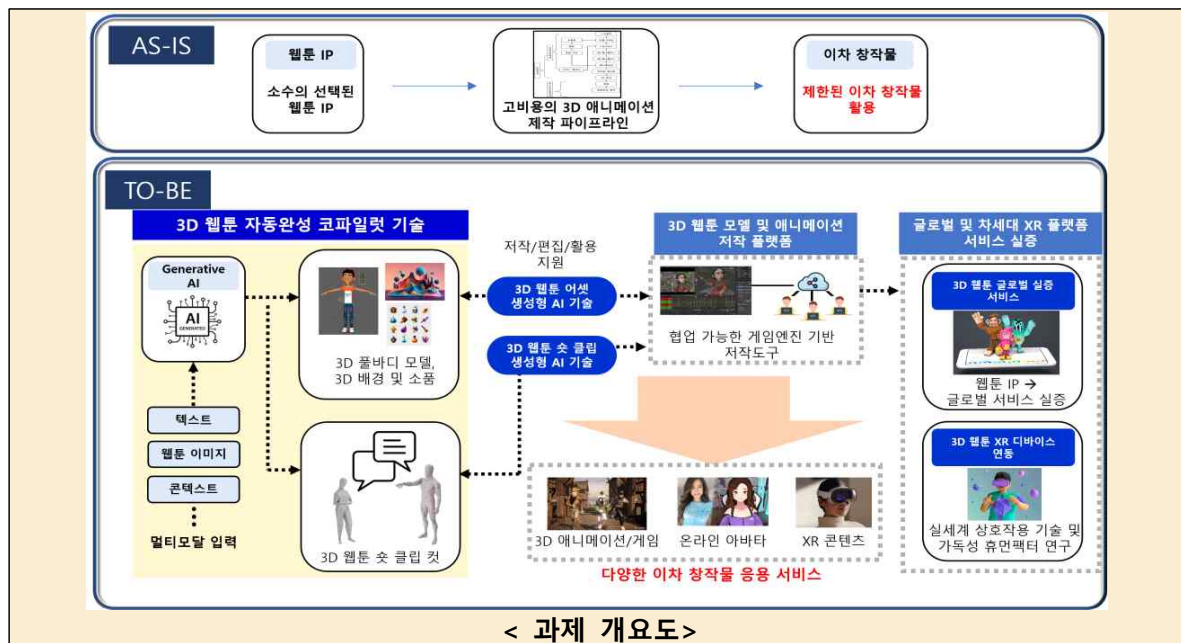 AS-IS
웹툰 IP
소수의 선택된
웹툰 IP
고비용의 3D 애니메이션
제작 파이프라인
이차 창작물
제한된 이차 창작물
활용
TO-BE
3D 웹툰 자동완성 코파일럿 기술
Generative
AI
AI
GENERATED
텍스트
웹툰 이미지
콘텍스트
멀티모달 입력
3D 풀바디 모델,
3D 배경 및 소품
3D 웹툰 숏 클립 컷
저작/편집/활용
지원
3D 웹툰 어셋
생성형 AI 기술
3D 웹툰 숏 클립
생성형 AI 기술
3D 웹툰 모델 및 애니메이션
저작 플랫폼
협업 가능한 게임엔진 기반
저작도구
3D 애니메이션/게임
온라인 아바타
XR 콘텐츠
다양한 이차 창작물 응용 서비스
글로벌 및 차세대 XR 플랫폼
서비스 실증
3D 웹툰 글로벌 실증
서비스
웹툰 IP →
글로벌 서비스 실증
3D 웹툰 XR 디바이스
연동
실세계 상호작용 기술 및
가독성 휴먼팩터 연구
< 과제 개요도>